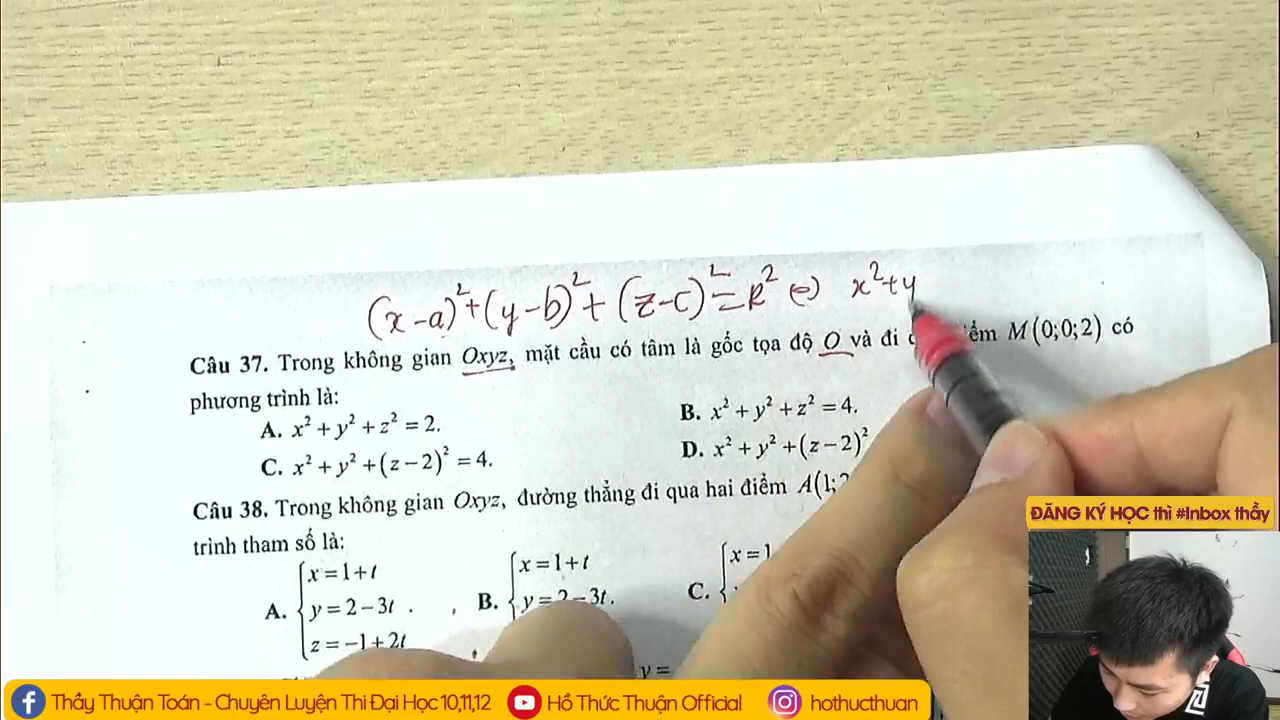 (x-a)²+(y-b)²+(z-c)²=R² ⇔ x²+y
Câu 37. Trong không gian Oxyz, mặt cầu có tâm là gốc tọa độ O và đi M(0;0;2) có
phương trình là:
A. x² + y² + z² = 2.
B. x² + y² + z² = 4.
C. x² + y² + (z − 2)² = 4.
D. x² + y² + (z − 2)²
Câu 38. Trong không gian Oxyz, đường thẳng đi qua hai điểm A(1;
trình tham số là:
A. { x = 1 + t
y = 2 − 3t .
z = −1 + 2t
B. { x = 1 + t
y = 2 − 3t.
C. { x = 1
y =
ĐĂNG KÝ HỌC thì #Inbox thầy
Thầy Thuận Toán - Chuyên Luyện Thi Đại Học 10,11,12
Hồ Thức Thuận Official
hothucthuan